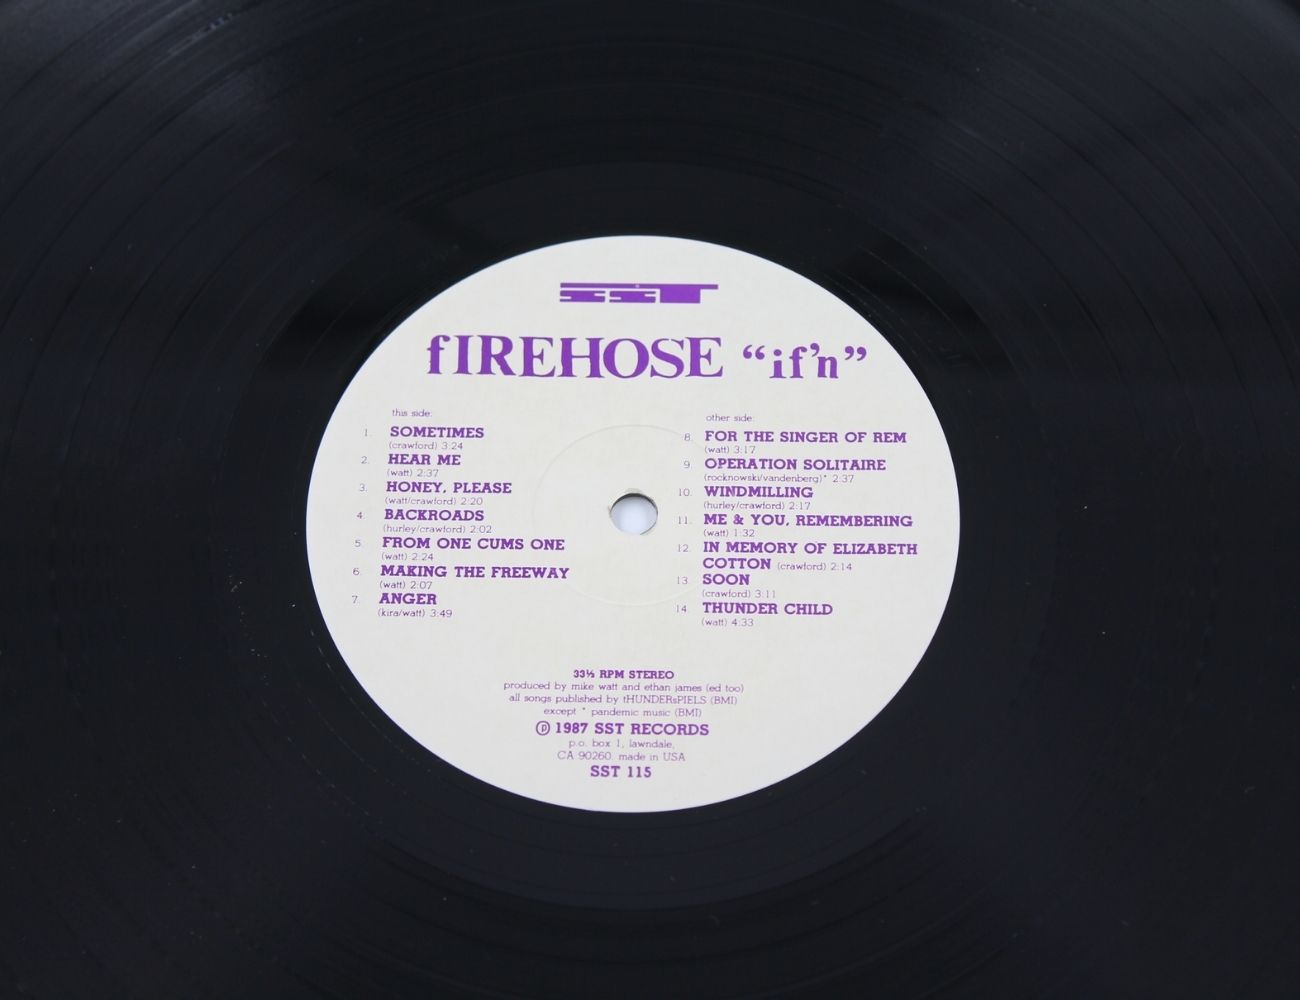 SST
fIREHOSE "if'n"
this side:
1. SOMETIMES
(crawford) 3:24
2. HEAR ME
(watt) 2:37
3. HONEY, PLEASE
(watt/crawford) 2:20
4. BACKROADS
(hurley/crawford) 2:02
5. FROM ONE CUMS ONE
(watt) 2:24
6. MAKING THE FREEWAY
(watt) 2:07
7. ANGER
(kira/watt) 3:49
other side:
8. FOR THE SINGER OF REM
(watt) 3:17
9. OPERATION SOLITAIRE
(rocknowski/vandenberg)* 2:37
10. WINDMILLING
(hurley/crawford) 2:17
11. ME & YOU, REMEMBERING
(watt) 1:32
12. IN MEMORY OF ELIZABETH
COTTON (crawford) 2:14
13. SOON
(crawford) 3:11
14. THUNDER CHILD
(watt) 4:33
33⅓ RPM STEREO
produced by mike watt and ethan james (ed too)
all songs published by tHUNDERsPIELS (BMI)
except * pandemic music (BMI)
℗ 1987 SST RECORDS
p.o. box 1, lawndale,
CA 90260. made in USA
SST 115